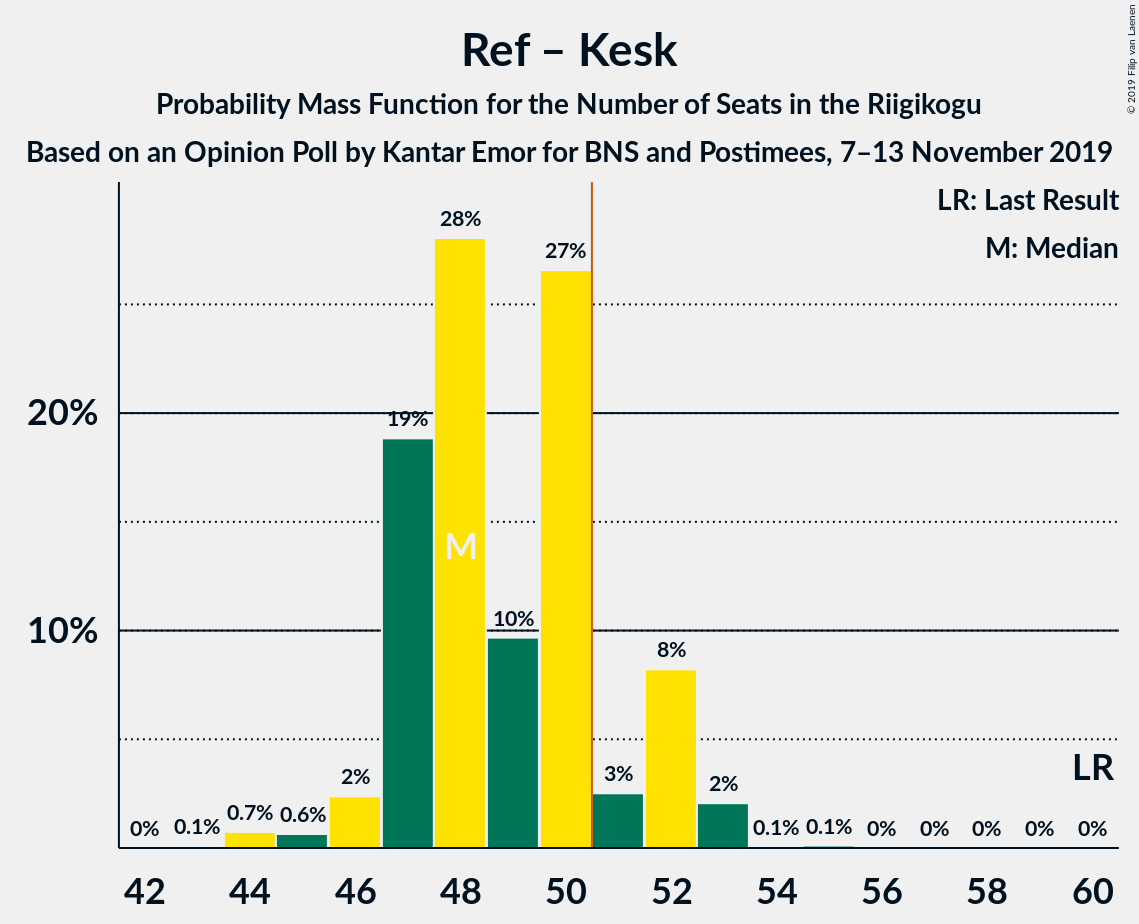 Ref – Kesk
Probability Mass Function for the Number of Seats in the Riigikogu
Based on an Opinion Poll by Kantar Emor for BNS and Postimees, 7–13 November 2019
© 2019 Filip van Laenen
LR: Last Result
M: Median
20%
10%
0%
0.1%
0.7%
0.6%
2%
19%
28%
M
10%
27%
3%
8%
2%
0.1%
0.1%
0%
0%
0%
0%
0%
LR
42 44 46 48 50 52 54 56 58 60